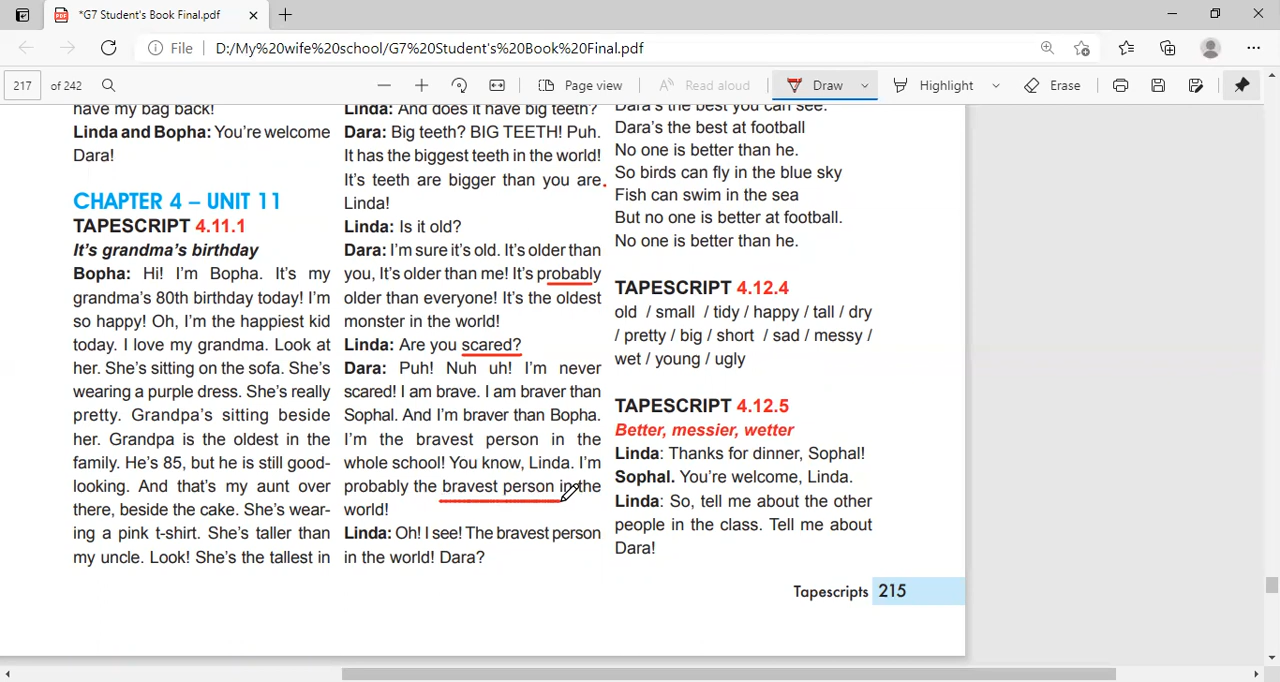 *G7 Student's Book Final.pdf
File | D:/My%20wife%20school/G7%20Student's%20Book%20Final.pdf
217 of 242
Page view
Read aloud
Draw
Highlight
Erase
have my bag back!
Linda and Bopha: You're welcome
Dara!
CHAPTER 4 – UNIT 11
TAPESCRIPT 4.11.1
It's grandma's birthday
Bopha: Hi! I'm Bopha. It's my
grandma's 80th birthday today! I'm
so happy! Oh, I'm the happiest kid
today. I love my grandma. Look at
her. She's sitting on the sofa. She's
wearing a purple dress. She's really
pretty. Grandpa's sitting beside
her. Grandpa is the oldest in the
family. He's 85, but he is still good-
looking. And that's my aunt over
there, beside the cake. She's wear-
ing a pink t-shirt. She's taller than
my uncle. Look! She's the tallest in
Linda: And does it have big teeth?
Dara: Big teeth? BIG TEETH! Puh.
It has the biggest teeth in the world!
It's teeth are bigger than you are
Linda!
Linda: Is it old?
Dara: I'm sure it's old. It's older than
you, It's older than me! It's probably
older than everyone! It's the oldest
monster in the world!
Linda: Are you scared?
Dara: Puh! Nuh uh! I'm never
scared! I am brave. I am braver than
Sophal. And I'm braver than Bopha.
I'm the bravest person in the
whole school! You know, Linda. I'm
probably the bravest person in the
world!
Linda: Oh! I see! The bravest person
in the world! Dara?
Dara's the best you can see.
Dara's the best at football
No one is better than he.
So birds can fly in the blue sky
Fish can swim in the sea
But no one is better at football.
No one is better than he.
TAPESCRIPT 4.12.4
old / small / tidy / happy / tall / dry
/ pretty / big / short / sad / messy /
wet / young / ugly
TAPESCRIPT 4.12.5
Better, messier, wetter
Linda: Thanks for dinner, Sophal!
Sophal. You're welcome, Linda.
Linda: So, tell me about the other
people in the class. Tell me about
Dara!
Tapescripts 215